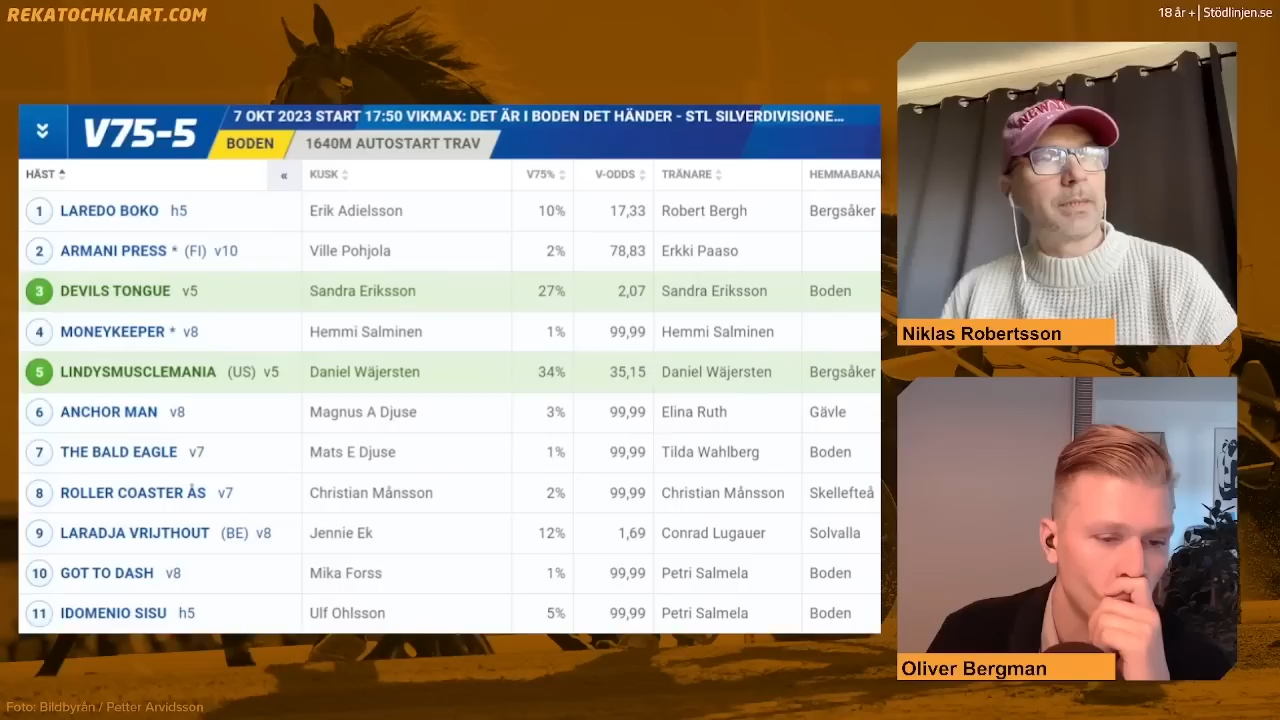 REKATOCHKLART.COM
18 år + | Stödlinjen.se
V75-5
7 OKT 2023 START 17:50 VIKMAX: DET ÄR I BODEN DET HÄNDER - STL SILVERDIVISIONE...
BODEN 1640M AUTOSTART TRAV
HÄST « KUSK V75% V-ODDS TRÄNARE HEMMABANA
1 LAREDO BOKO h5 Erik Adielsson 10% 17,33 Robert Bergh Bergsåker
2 ARMANI PRESS * (FI) v10 Ville Pohjola 2% 78,83 Erkki Paaso
3 DEVILS TONGUE v5 Sandra Eriksson 27% 2,07 Sandra Eriksson Boden
4 MONEYKEEPER * v8 Hemmi Salminen 1% 99,99 Hemmi Salminen
5 LINDYSMUSCLEMANIA (US) v5 Daniel Wäjersten 34% 35,15 Daniel Wäjersten Bergsåker
6 ANCHOR MAN v8 Magnus A Djuse 3% 99,99 Elina Ruth Gävle
7 THE BALD EAGLE v7 Mats E Djuse 1% 99,99 Tilda Wahlberg Boden
8 ROLLER COASTER ÅS v7 Christian Månsson 2% 99,99 Christian Månsson Skellefteå
9 LARADJA VRIJTHOUT (BE) v8 Jennie Ek 12% 1,69 Conrad Lugauer Solvalla
10 GOT TO DASH v8 Mika Forss 1% 99,99 Petri Salmela Boden
11 IDOMENIO SISU h5 Ulf Ohlsson 5% 99,99 Petri Salmela Boden
Niklas Robertsson
Oliver Bergman
Foto: Bildbyrån / Petter Arvidsson